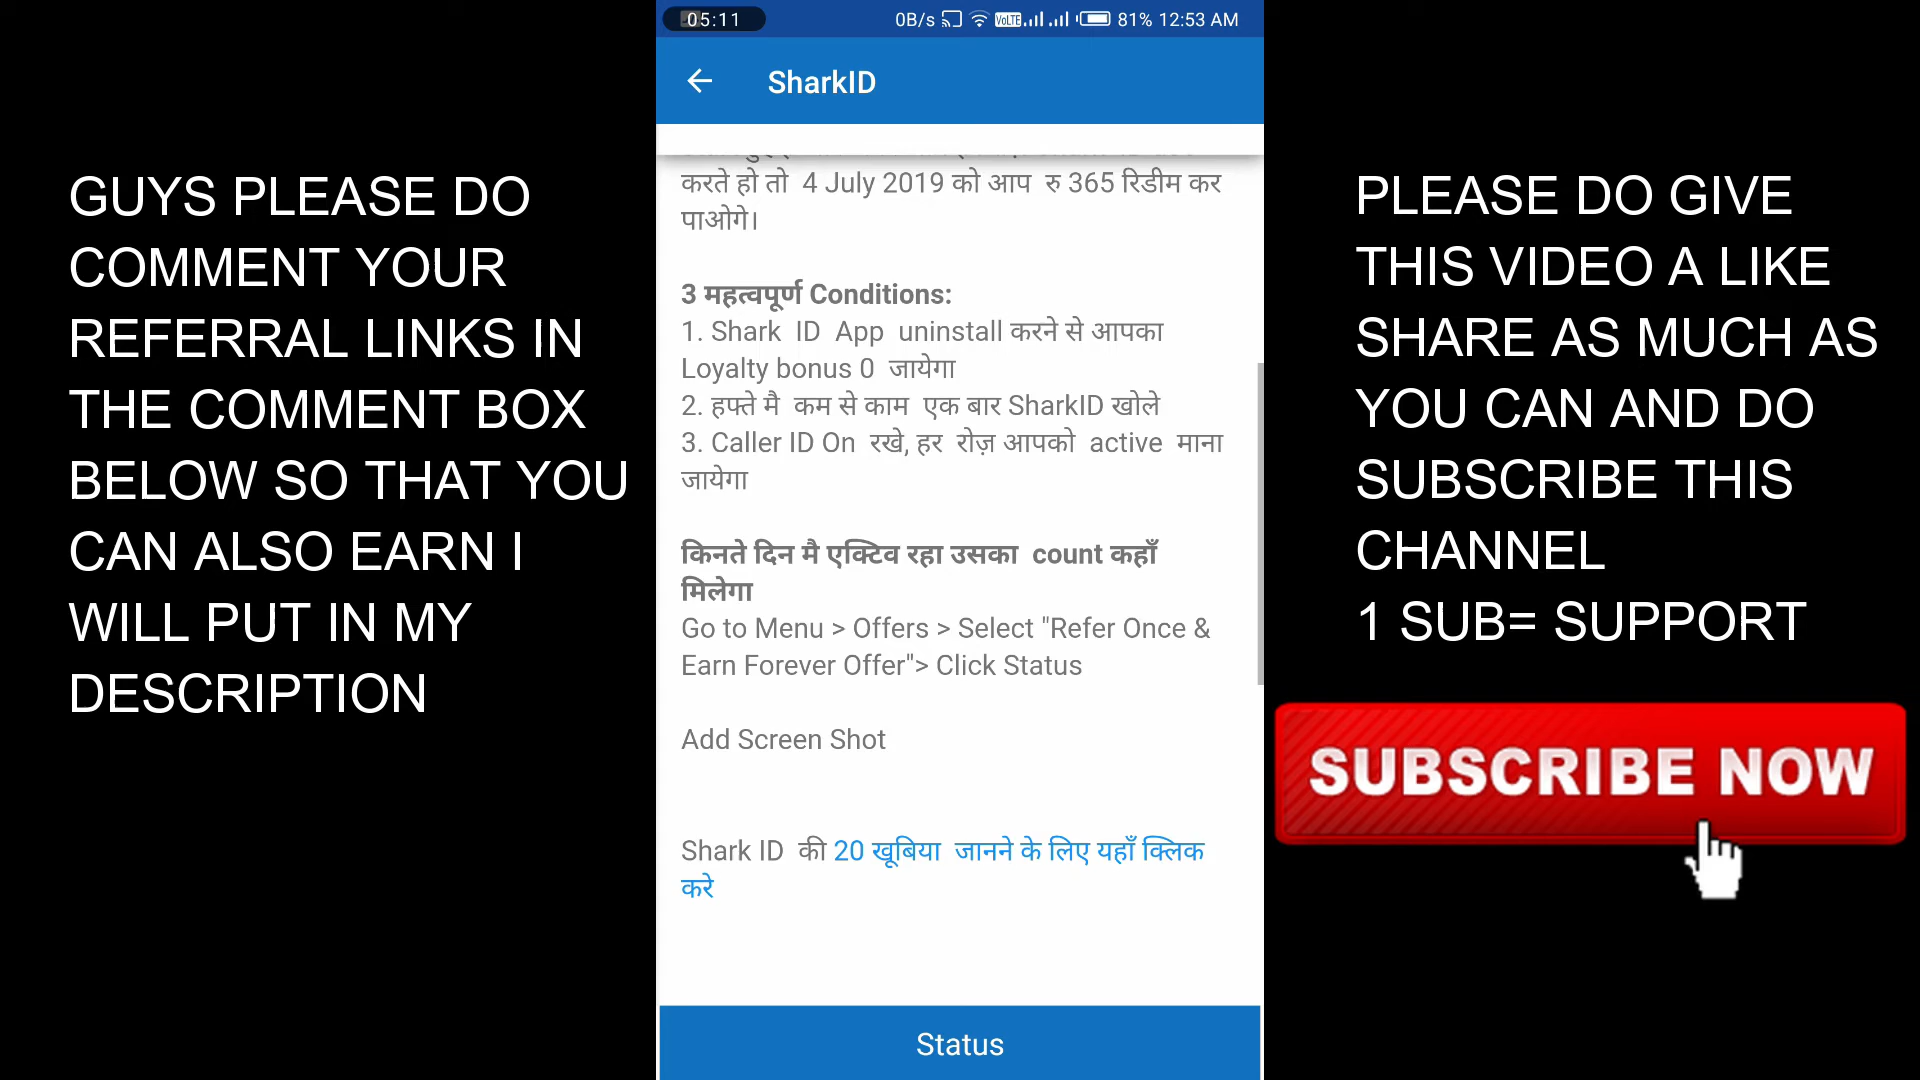 05:11
0B/s VoLTE 81% 12:53 AM
SharkID
करते हो तो 4 July 2019 को आप रु 365 रिडीम कर
पाओगे।
3 महत्वपूर्ण Conditions:
1. Shark ID App uninstall करने से आपका
Loyalty bonus 0 जायेगा
2. हफ्ते मै कम से काम एक बार SharkID खोले
3. Caller ID On रखे, हर रोज़ आपको active माना
जायेगा
किनते दिन मै एक्टिव रहा उसका count कहाँ
मिलेगा
Go to Menu > Offers > Select "Refer Once &
Earn Forever Offer"> Click Status
Add Screen Shot
Shark ID की 20 खूबिया जानने के लिए यहाँ क्लिक
करे
Status
GUYS PLEASE DO
COMMENT YOUR
REFERRAL LINKS IN
THE COMMENT BOX
BELOW SO THAT YOU
CAN ALSO EARN I
WILL PUT IN MY
DESCRIPTION
PLEASE DO GIVE
THIS VIDEO A LIKE
SHARE AS MUCH AS
YOU CAN AND DO
SUBSCRIBE THIS
CHANNEL
1 SUB= SUPPORT
SUBSCRIBE NOW